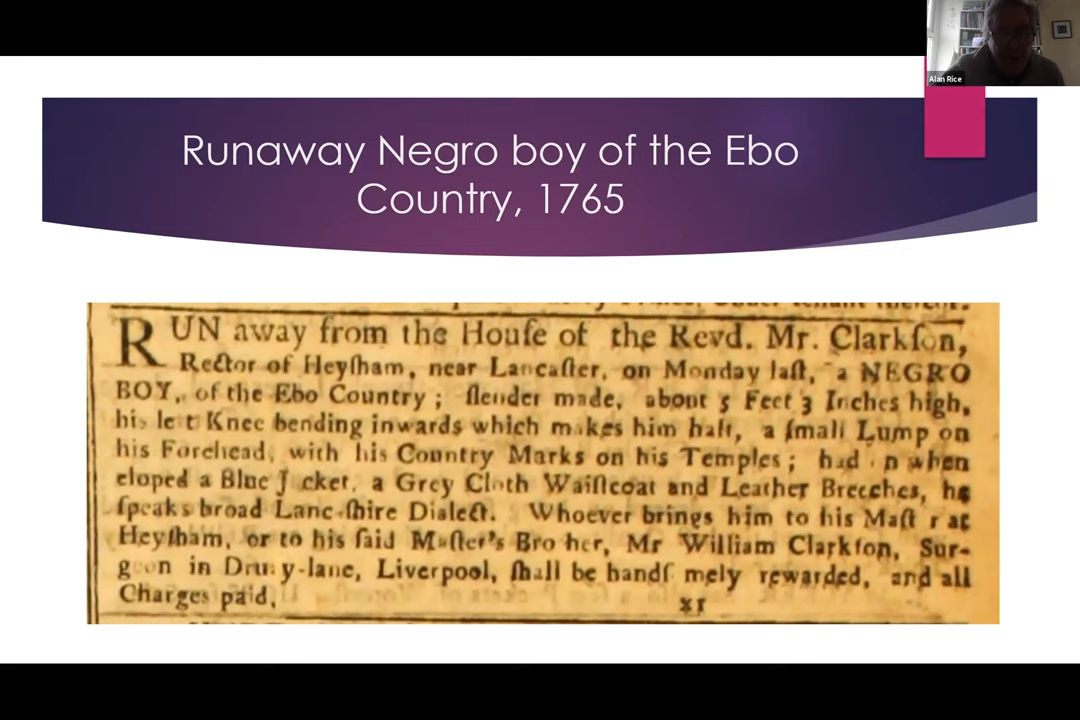 Alan Rice
Runaway Negro boy of the Ebo
Country, 1765
RUN away from the Houſe of the Revd. Mr. Clarkſon,
Rector of Heyſham, near Lancaſter, on Monday laſt, a NEGRO
BOY, of the Ebo Country; ſlender made, about 5 Feet 3 Inches high,
his left Knee bending inwards which makes him halt, a ſmall Lump on
his Forehead, with his Country Marks on his Temples; had on when
eloped a Blue Jacket, a Grey Cloth Waiſtcoat and Leather Breeches, he
ſpeaks broad Lancaſhire Dialect. Whoever brings him to his Maſter at
Heyſham, or to his ſaid Maſter's Brother, Mr William Clarkſon, Sur-
geon in Drury-lane, Liverpool, ſhall be handſomely rewarded, and all
Charges paid,